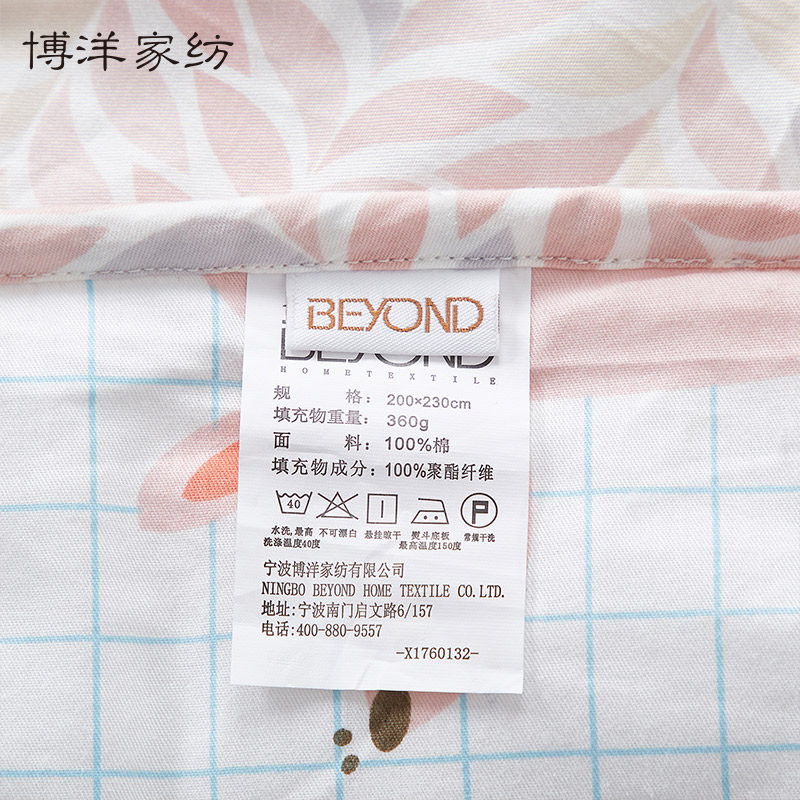 博洋家纺
BEYOND
BEYOND
HOMETEXTILE
规 格: 200×230cm
填充物重量: 360g
面 料: 100%棉
填充物成分: 100%聚酯纤维
40 P
水洗,最高 不可漂白 悬挂晾干 熨斗底板 常规干洗
洗涤温度40度 最高温度150度
宁波博洋家纺有限公司
NINGBO BEYOND HOME TEXTILE CO.LTD.
地址:宁波南门启文路6/157
电话:400-880-9557
-X1760132-